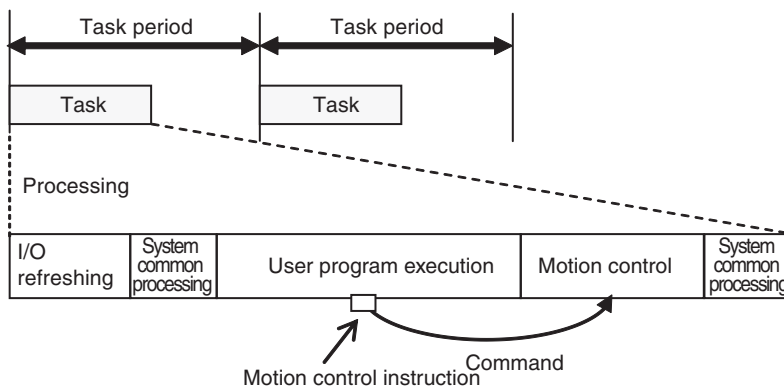 Task period
Task period
Task
Task
Processing
I/O
refreshing
System
common
processing
User program execution
Motion control
System
common
processing
Command
Motion control instruction